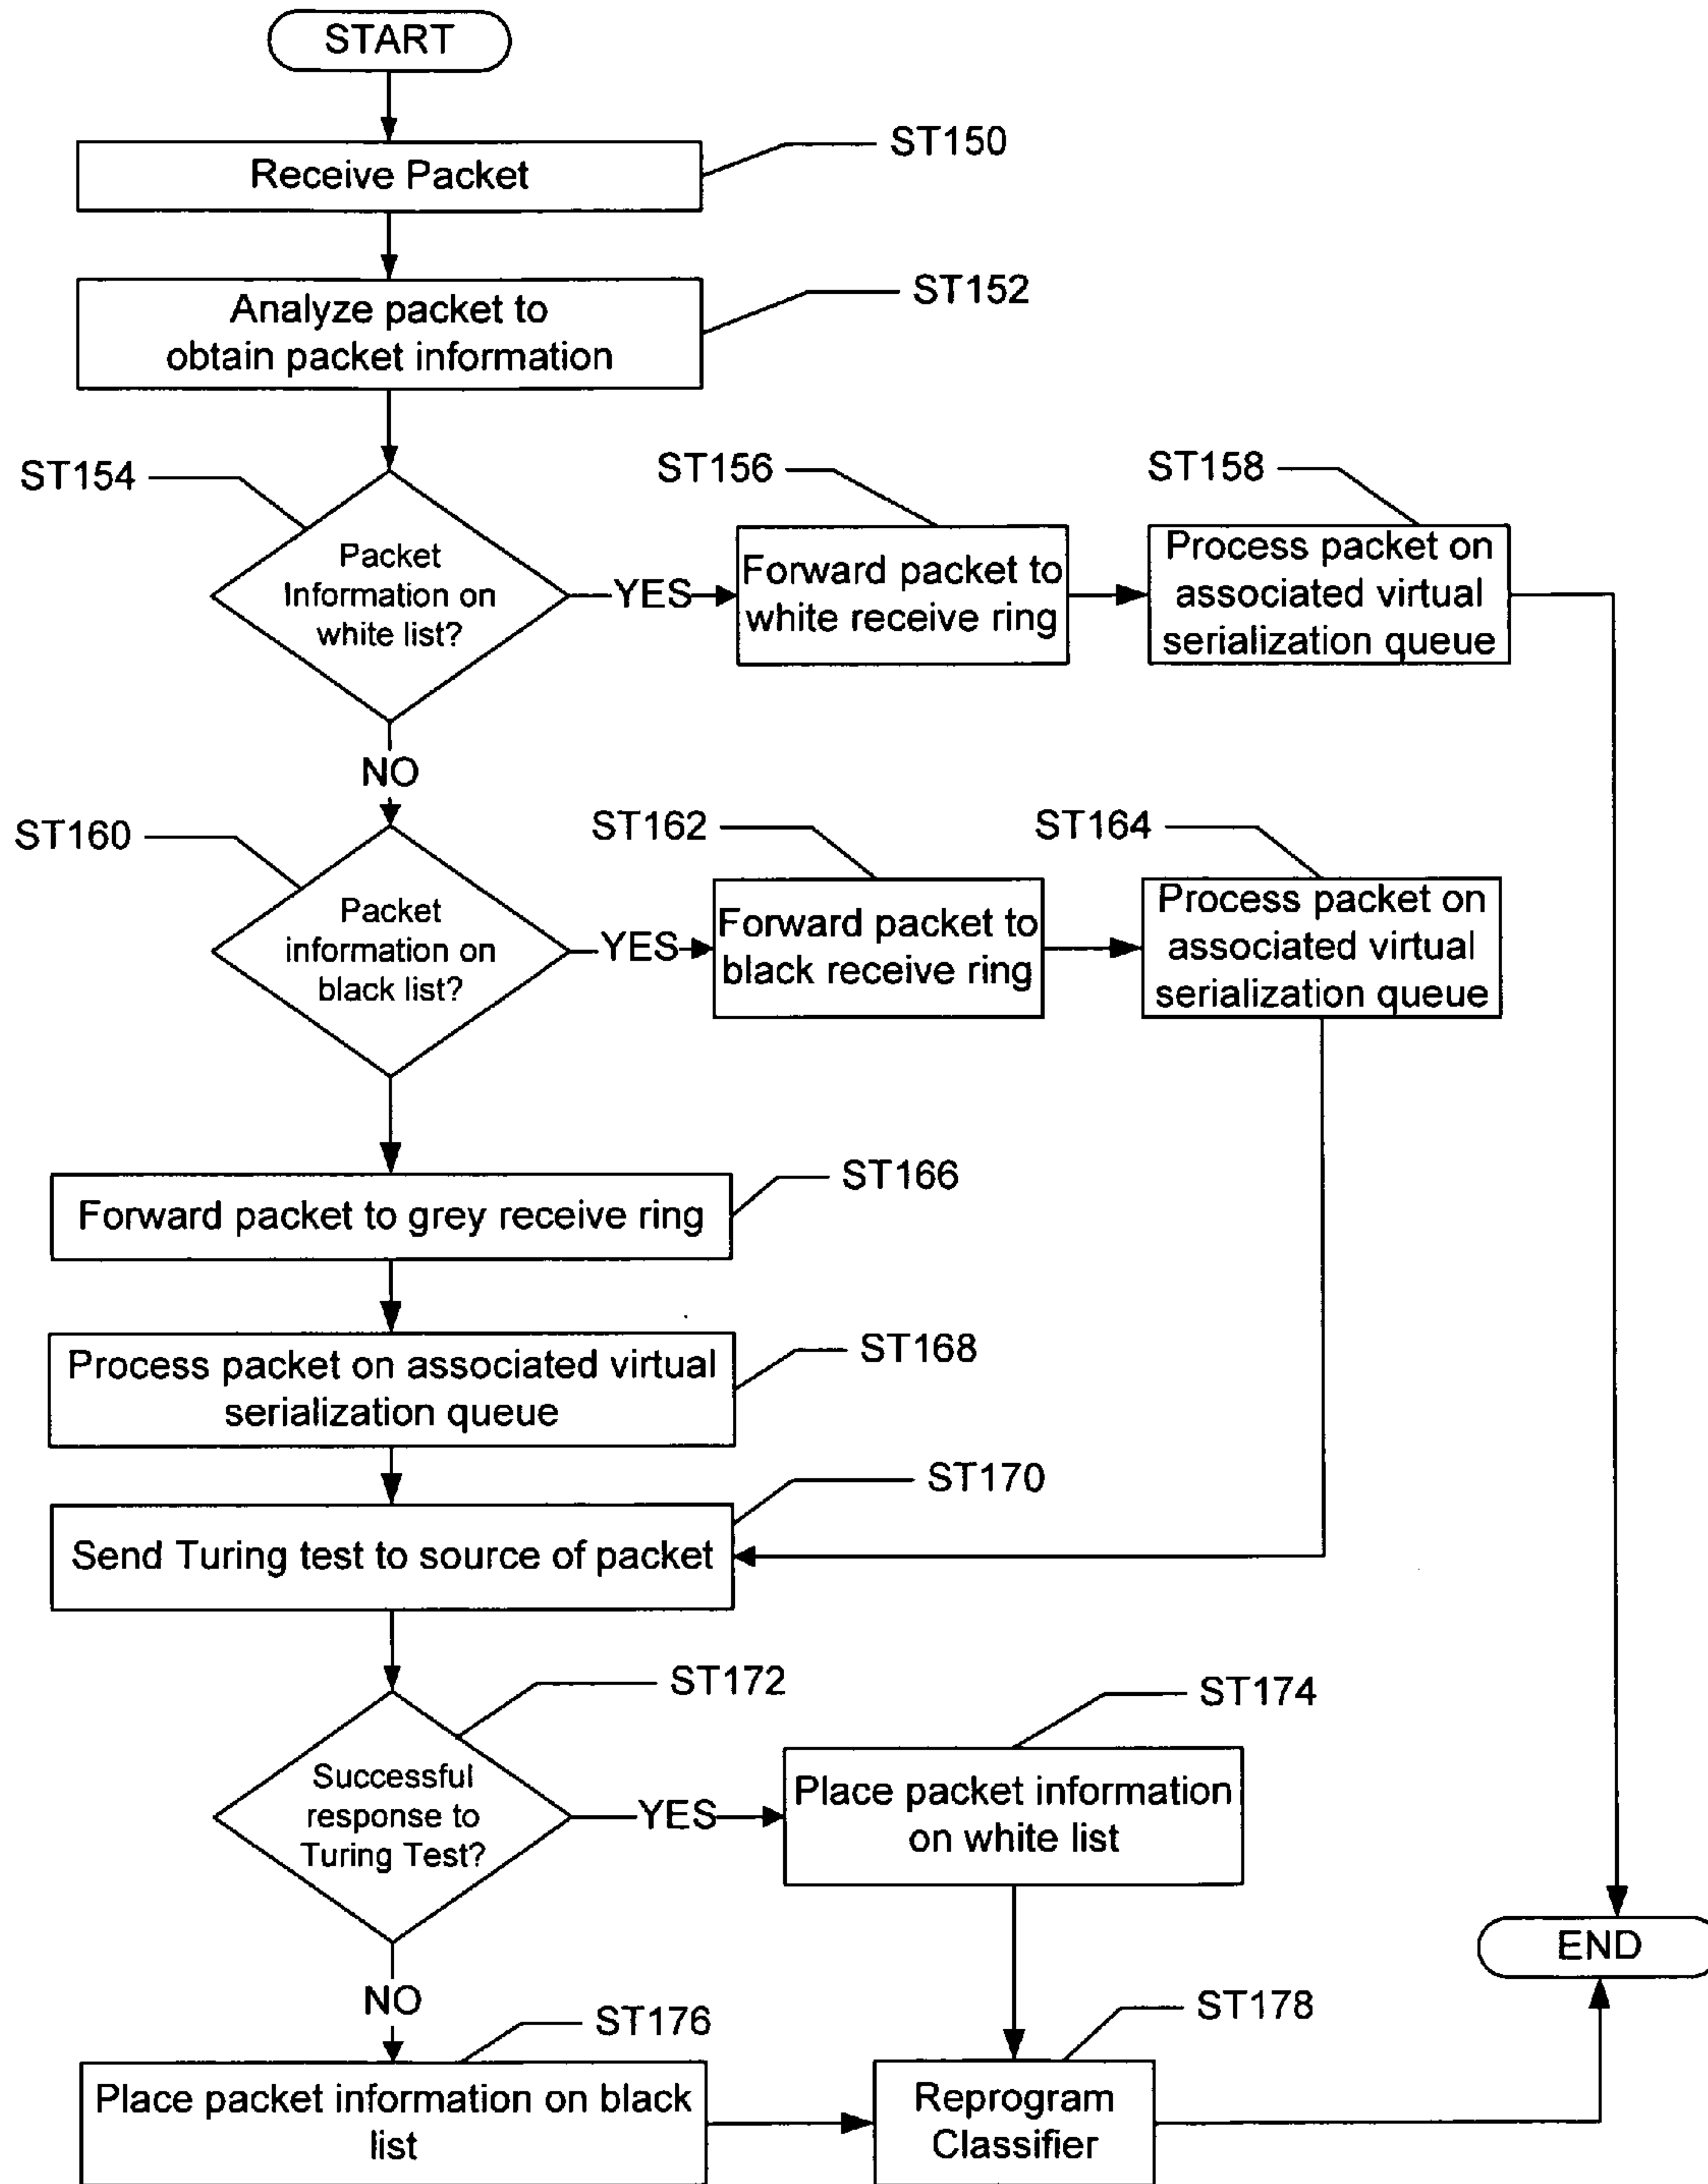 START
Receive Packet
ST150
Analyze packet to
obtain packet information
ST152
ST154
Packet
Information on
white list?
YES
ST156
Forward packet to
white receive ring
ST158
Process packet on
associated virtual
serialization queue
NO
ST160
Packet
information on
black list?
YES
ST162
Forward packet to
black receive ring
ST164
Process packet on
associated virtual
serialization queue
ST166
Forward packet to grey receive ring
ST168
Process packet on associated virtual
serialization queue
ST170
Send Turing test to source of packet
ST172
Successful
response to
Turing Test?
YES
ST174
Place packet information
on white list
NO
ST176
Place packet information on black
list
ST178
Reprogram
Classifier
END